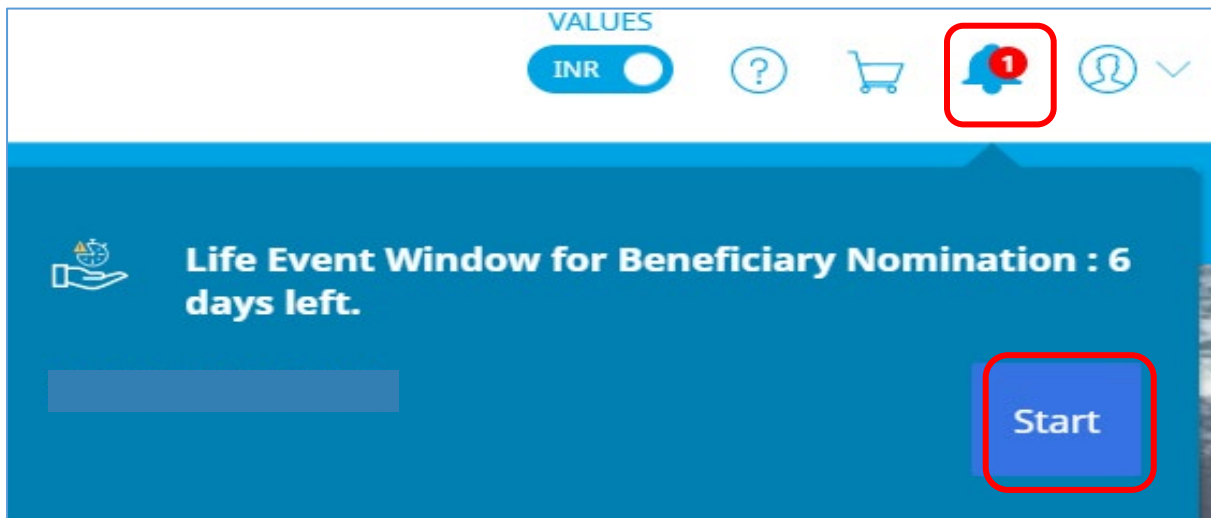 VALUES
INR
?
1
Life Event Window for Beneficiary Nomination : 6
days left.
Start